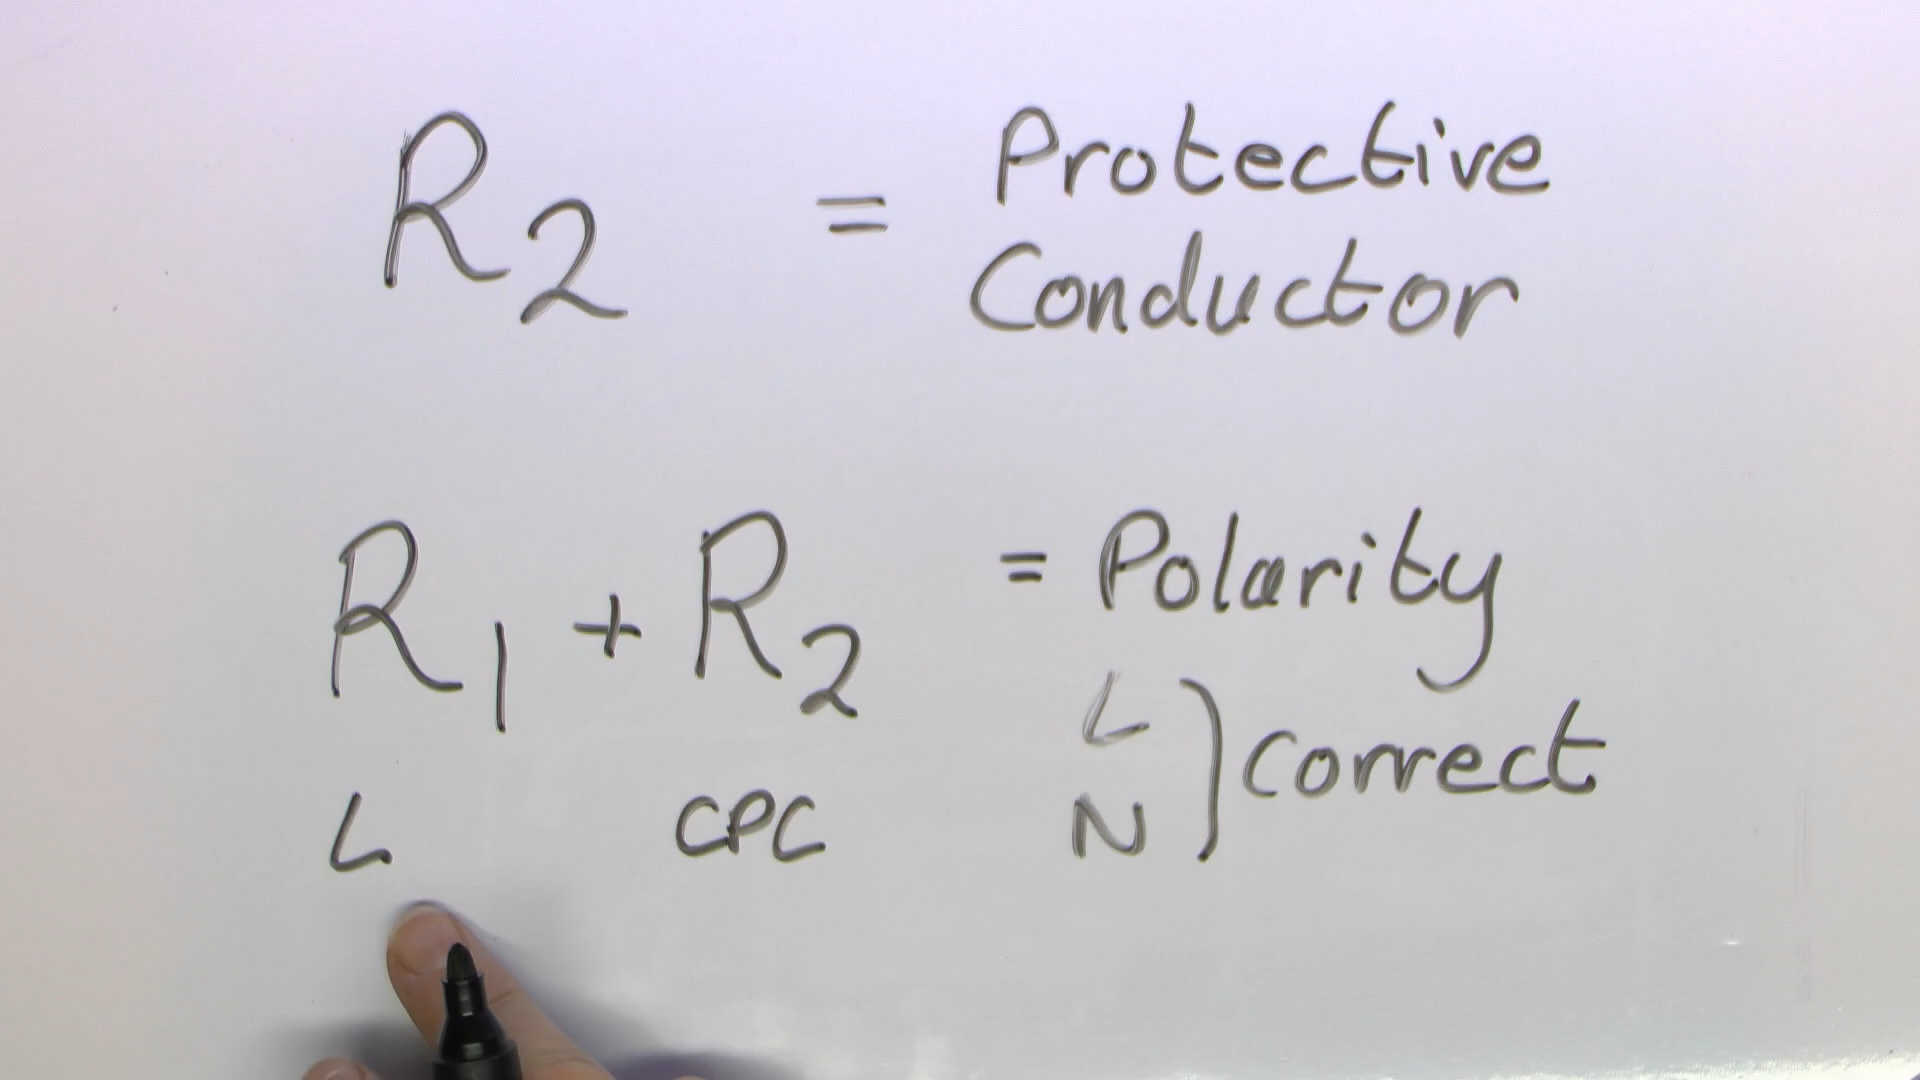 R₂ = Protective
Conductor
R₁ + R₂ = Polarity
L
N ) correct
L CPC